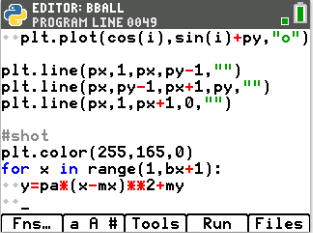 EDITOR: BBALL
PROGRAM LINE 0049
plt.plot(cos(i),sin(i)+py,"o")
plt.line(px,1,px,py-1,"")
plt.line(px,py-1,px+1,py,"")
plt.line(px,1,px+1,0,"")
#shot
plt.color(255,165,0)
for x in range(1,bx+1):
y=pa*(x-mx)**2+my
_
Fns… a A # Tools Run Files